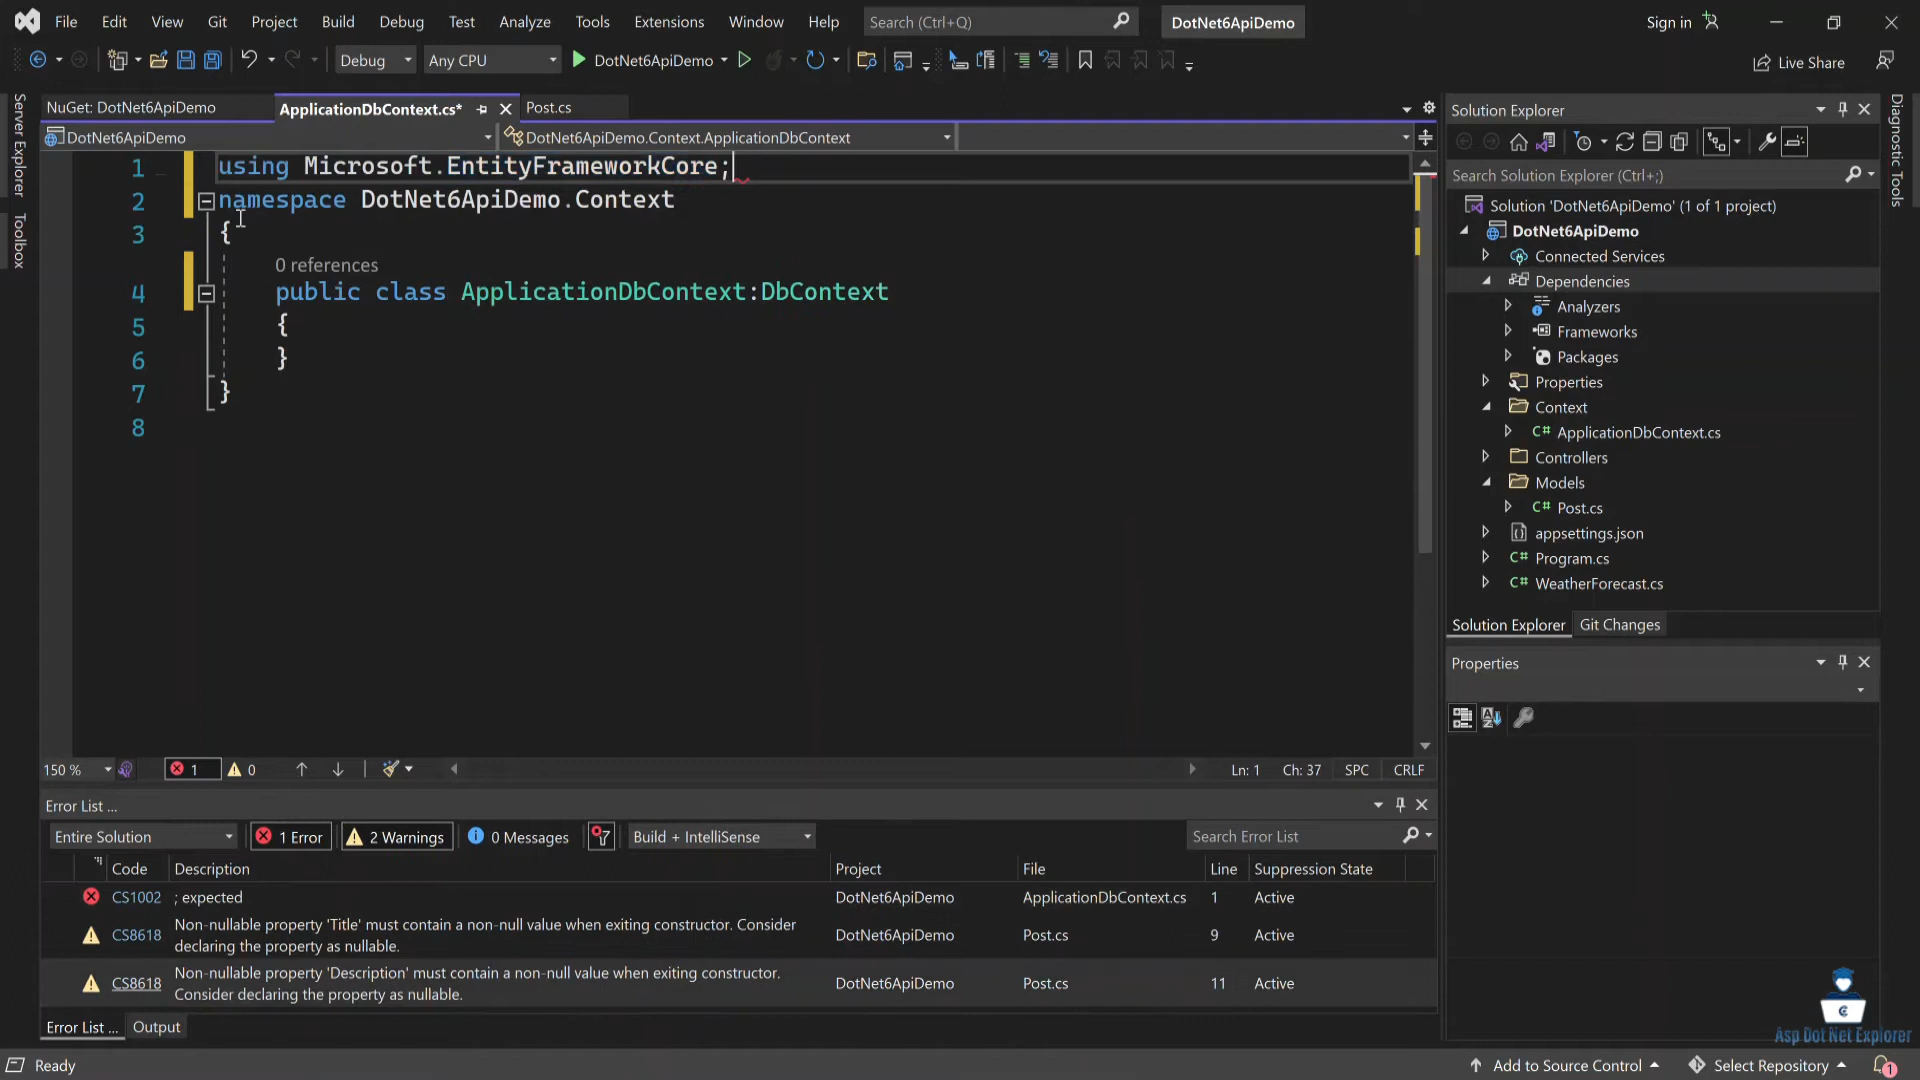 File Edit View Git Project Build Debug Test Analyze Tools Extensions Window Help Search (Ctrl+Q) DotNet6ApiDemo Sign in
Debug Any CPU DotNet6ApiDemo Live Share
Server Explorer
Toolbox
NuGet: DotNet6ApiDemo ApplicationDbContext.cs* Post.cs
DotNet6ApiDemo DotNet6ApiDemo.Context.ApplicationDbContext
1 using Microsoft.EntityFrameworkCore;
2 namespace DotNet6ApiDemo.Context
3 {
0 references
4 public class ApplicationDbContext:DbContext
5 {
6 }
7 }
8
150 % 1 0 Ln: 1 Ch: 37 SPC CRLF
Error List ...
Entire Solution 1 Error 2 Warnings 0 Messages Build + IntelliSense Search Error List
Code Description Project File Line Suppression State
CS1002 ; expected DotNet6ApiDemo ApplicationDbContext.cs 1 Active
CS8618 Non-nullable property 'Title' must contain a non-null value when exiting constructor. Consider DotNet6ApiDemo Post.cs 9 Active
declaring the property as nullable.
CS8618 Non-nullable property 'Description' must contain a non-null value when exiting constructor. DotNet6ApiDemo Post.cs 11 Active
Consider declaring the property as nullable.
Error List ... Output
Solution Explorer
Search Solution Explorer (Ctrl+;)
Solution 'DotNet6ApiDemo' (1 of 1 project)
DotNet6ApiDemo
Connected Services
Dependencies
Analyzers
Frameworks
Packages
Properties
Context
C# ApplicationDbContext.cs
Controllers
Models
C# Post.cs
appsettings.json
C# Program.cs
C# WeatherForecast.cs
Solution Explorer Git Changes
Properties
Diagnostic Tools
Asp Dot Net Explorer
Ready Add to Source Control Select Repository 1